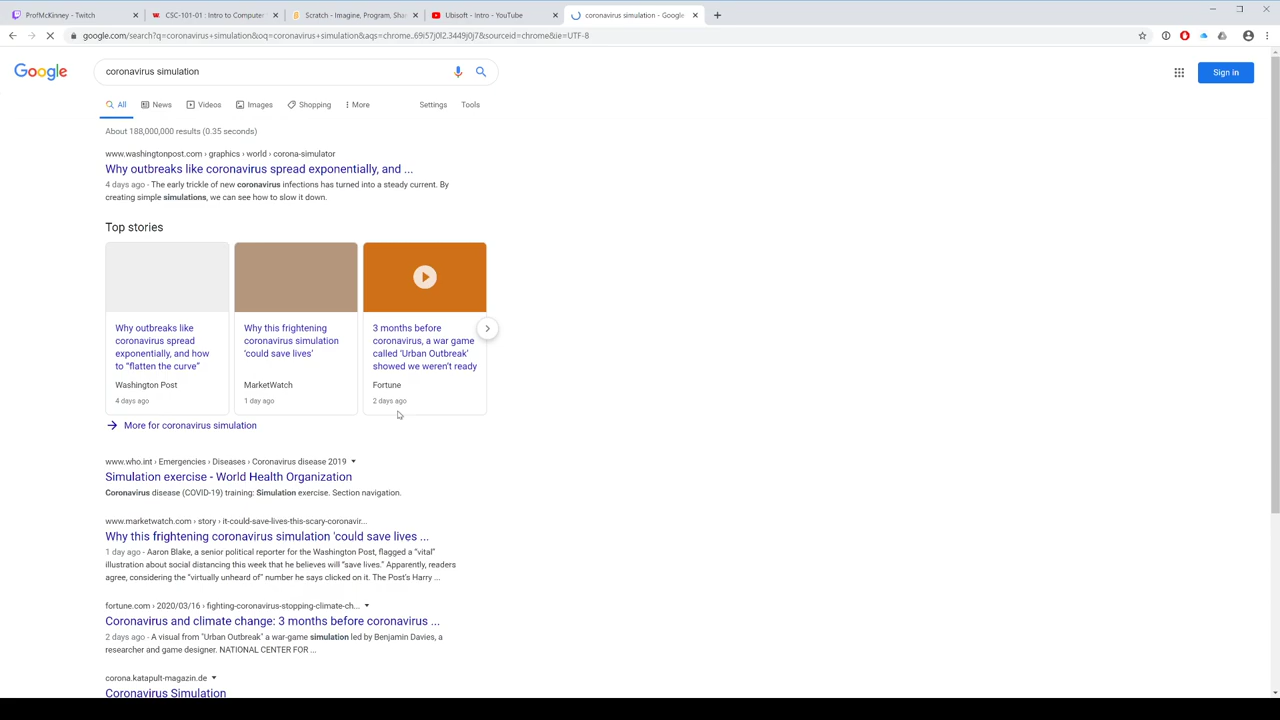 ProfMcKinney - Twitch
CSC-101-01 : Intro to Computer
Scratch - Imagine, Program, Sha
Ubisoft - Intro - YouTube
coronavirus simulation - Google
google.com/search?q=coronavirus+simulation&oq=coronavirus+simulation&aqs=chrome..69i57j0l2.3449j0j7&sourceid=chrome&ie=UTF-8
Google
coronavirus simulation
Sign in
All
News
Videos
Images
Shopping
More
Settings
Tools
About 188,000,000 results (0.35 seconds)
www.washingtonpost.com › graphics › world › corona-simulator
Why outbreaks like coronavirus spread exponentially, and ...
4 days ago - The early trickle of new coronavirus infections has turned into a steady current. By
creating simple simulations, we can see how to slow it down.
Top stories
Why outbreaks like
coronavirus spread
exponentially, and how
to “flatten the curve”
Washington Post
4 days ago
Why this frightening
coronavirus simulation
‘could save lives’
MarketWatch
1 day ago
3 months before
coronavirus, a war game
called ‘Urban Outbreak’
showed we weren't ready
Fortune
2 days ago
More for coronavirus simulation
www.who.int › Emergencies › Diseases › Coronavirus disease 2019
Simulation exercise - World Health Organization
Coronavirus disease (COVID-19) training: Simulation exercise. Section navigation.
www.marketwatch.com › story › it-could-save-lives-this-scary-coronavir...
Why this frightening coronavirus simulation 'could save lives ...
1 day ago - Aaron Blake, a senior political reporter for the Washington Post, flagged a “vital”
illustration about social distancing this week that he believes will “save lives.” Apparently, readers
agree, considering the “virtually unheard of” number he says clicked on it. The Post's Harry ...
fortune.com › 2020/03/16 › fighting-coronavirus-stopping-climate-ch...
Coronavirus and climate change: 3 months before coronavirus ...
2 days ago - A visual from "Urban Outbreak" a war-game simulation led by Benjamin Davies, a
researcher and game designer. NATIONAL CENTER FOR ...
corona.katapult-magazin.de
Coronavirus Simulation